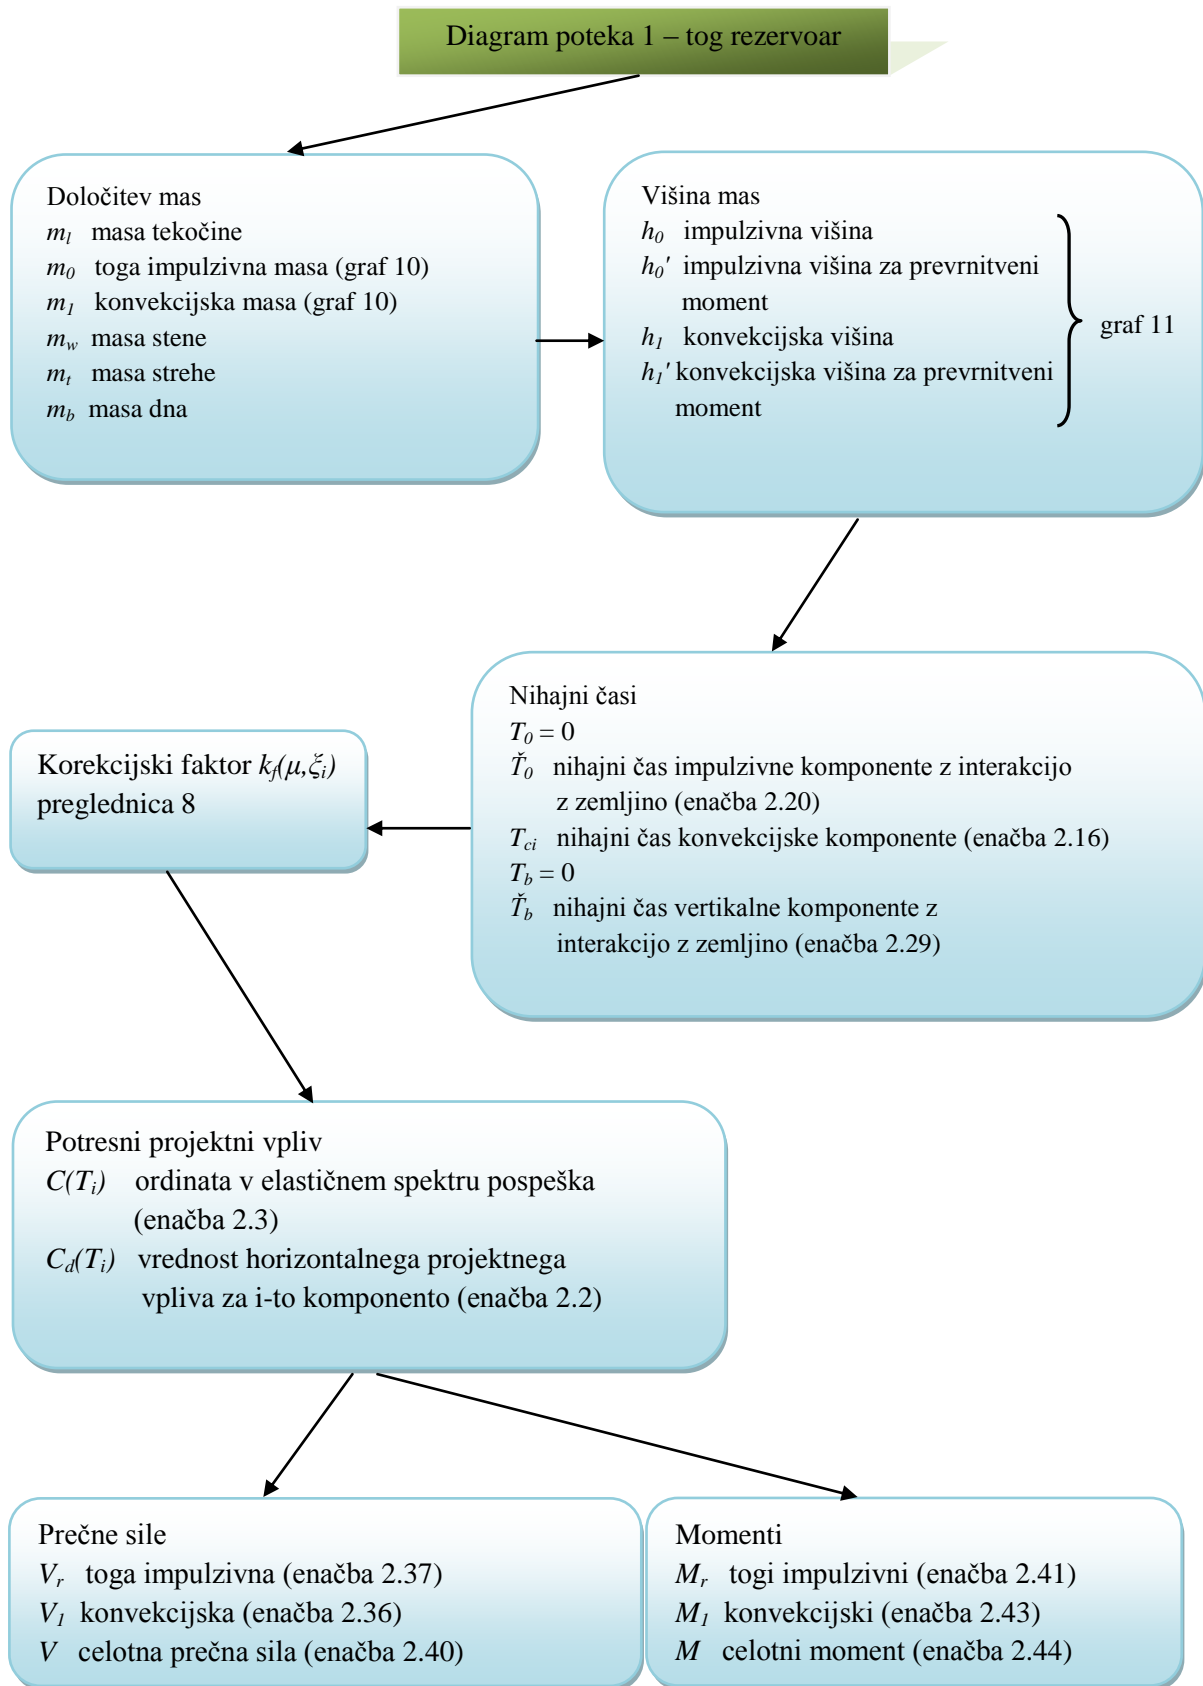 Diagram poteka 1 – tog rezervoar
Določitev mas
m_l masa tekočine
m_0 toga impulzivna masa (graf 10)
m_1 konvekcijska masa (graf 10)
m_w masa stene
m_t masa strehe
m_b masa dna
Višina mas
h_0 impulzivna višina
h_0' impulzivna višina za prevrnitveni
moment
h_1 konvekcijska višina
h_1' konvekcijska višina za prevrnitveni
moment
graf 11
Nihajni časi
T_0 = 0
Ť_0 nihajni čas impulzivne komponente z interakcijo
z zemljino (enačba 2.20)
T_ci nihajni čas konvekcijske komponente (enačba 2.16)
T_b = 0
Ť_b nihajni čas vertikalne komponente z
interakcijo z zemljino (enačba 2.29)
Korekcijski faktor k_f(μ,ξ_i)
preglednica 8
Potresni projektni vpliv
C(T_i) ordinata v elastičnem spektru pospeška
(enačba 2.3)
C_d(T_i) vrednost horizontalnega projektnega
vpliva za i-to komponento (enačba 2.2)
Prečne sile
V_r toga impulzivna (enačba 2.37)
V_1 konvekcijska (enačba 2.36)
V celotna prečna sila (enačba 2.40)
Momenti
M_r togi impulzivni (enačba 2.41)
M_1 konvekcijski (enačba 2.43)
M celotni moment (enačba 2.44)